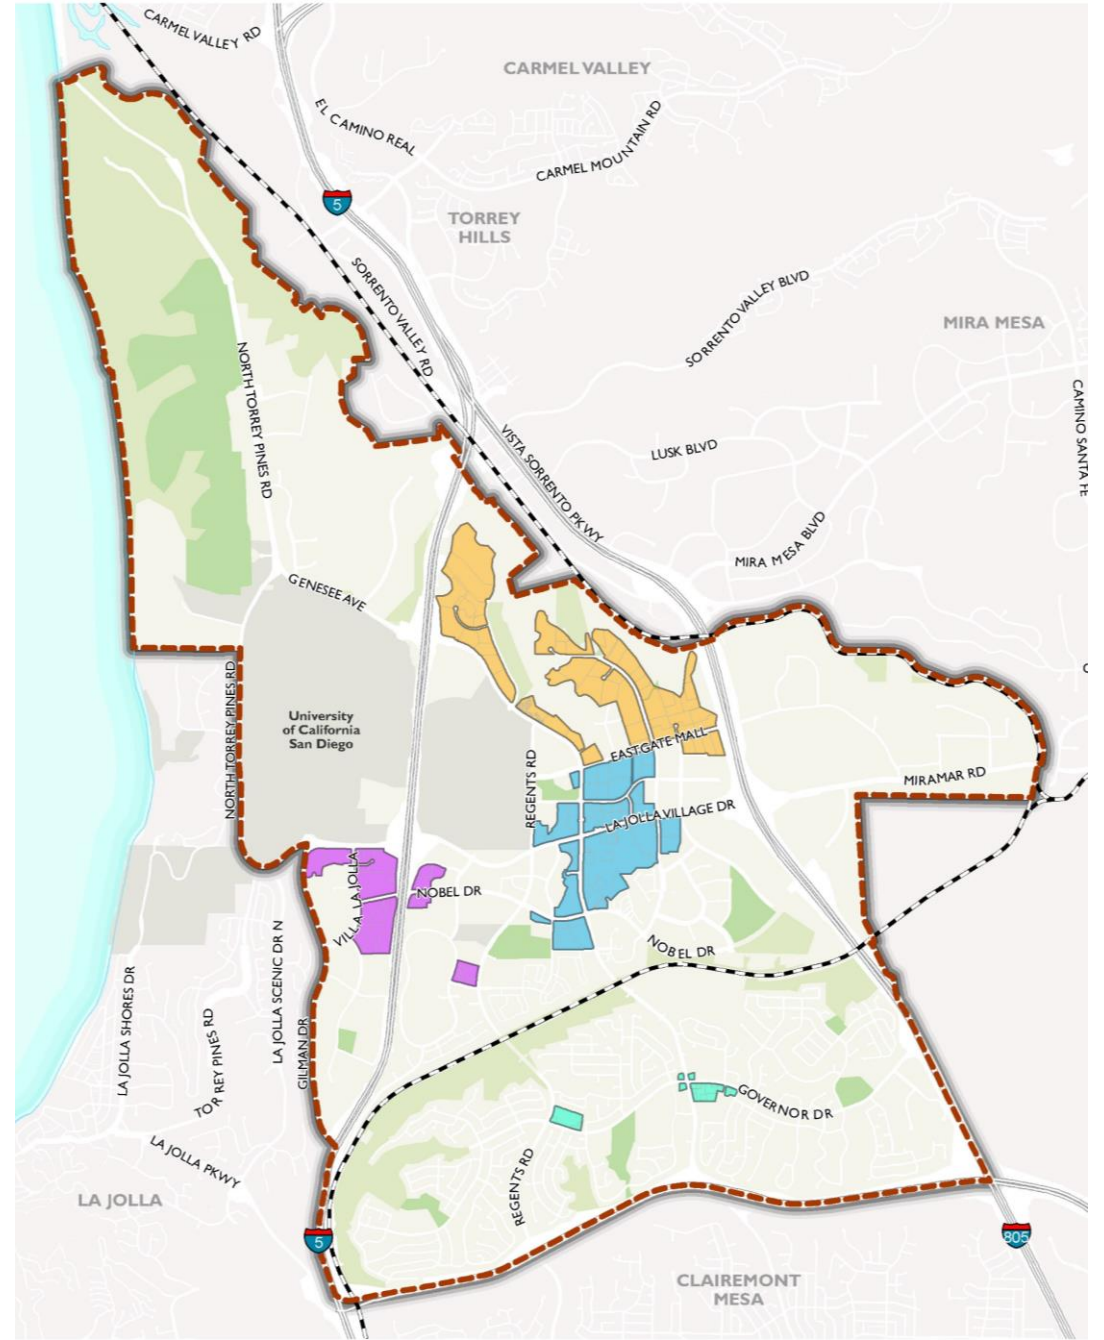 CARMEL VALLEY RD
CARMEL VALLEY
EL CAMINO REAL
CARMEL MOUNTAIN RD
5
TORREY
HILLS
SORRENTO VALLEY RD
SORRENTO VALLEY BLVD
MIRA MESA
NORTH TORREY PINES RD
CAMINO SANTA FE
VISTA SORRENTO PKWY
LUSK BLVD
MIRA MESA BLVD
GENESEE AVE
NORTH TORREY PINES RD
University
of California
San Diego
EASTGATE MALL
REGENTS RD
MIRAMAR RD
LA JOLLA VILLAGE DR
VILLA LA JOLLA
NOBEL DR
NOBEL DR
LA JOLLA SCENIC DR N
LA JOLLA SHORES DR
TORREY PINES RD
GILMAN DR
GOVERNOR DR
REGENTS RD
LA JOLLA PKWY
LA JOLLA
5
805
CLAIREMONT
MESA